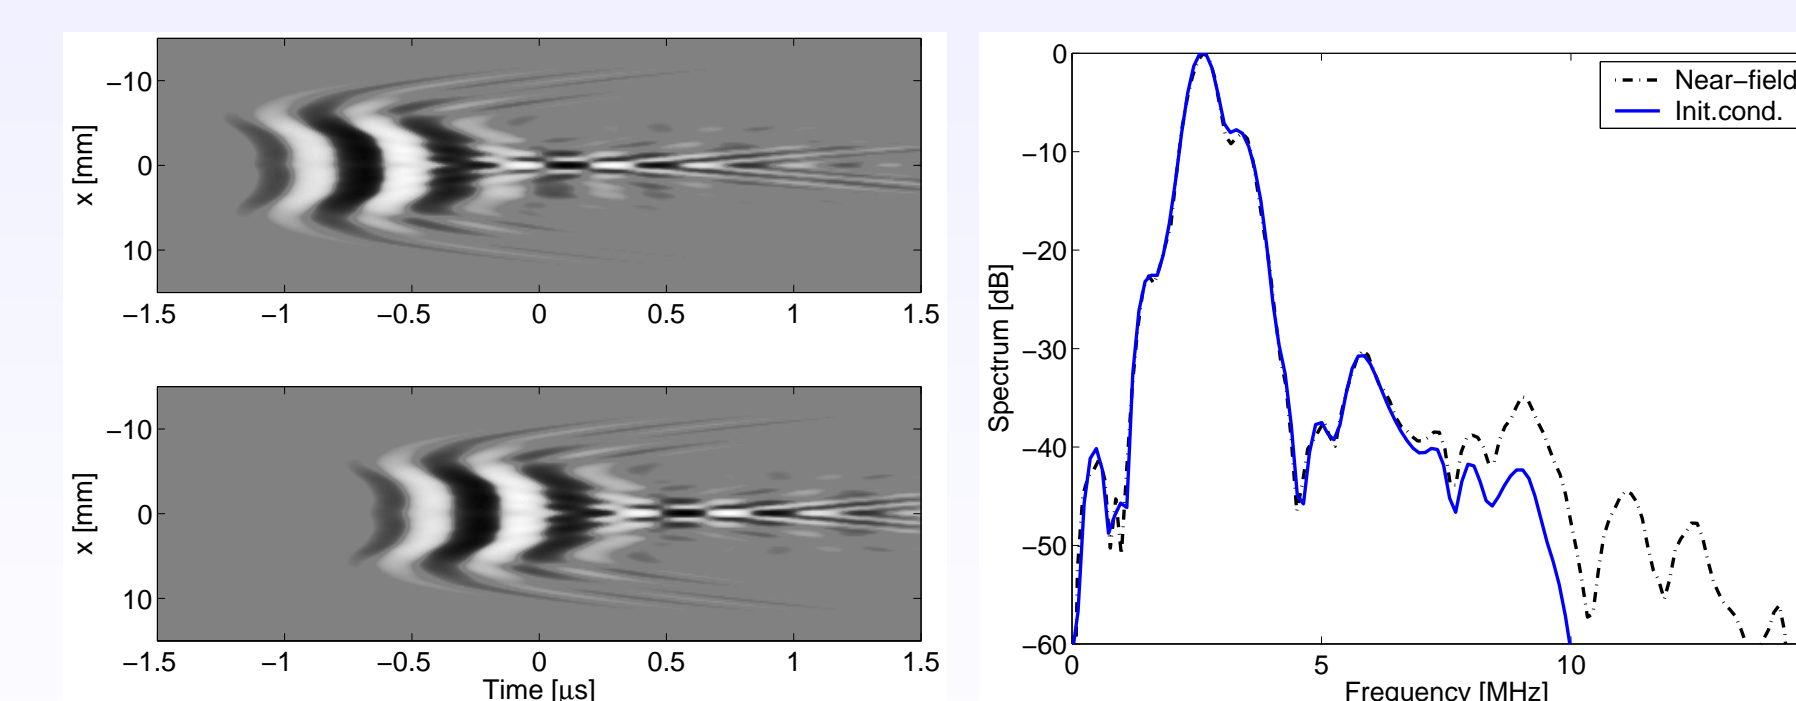 −10
0
10
x [mm]
−1.5 −1 −0.5 0 0.5 1 1.5
−10
0
10
x [mm]
−1.5 −1 −0.5 0 0.5 1 1.5
Time [μs]
0
−10
−20
−30
−40
−50
−60
Spectrum [dB]
Near−field
Init.cond.
0 5 10
Frequency [MHz]